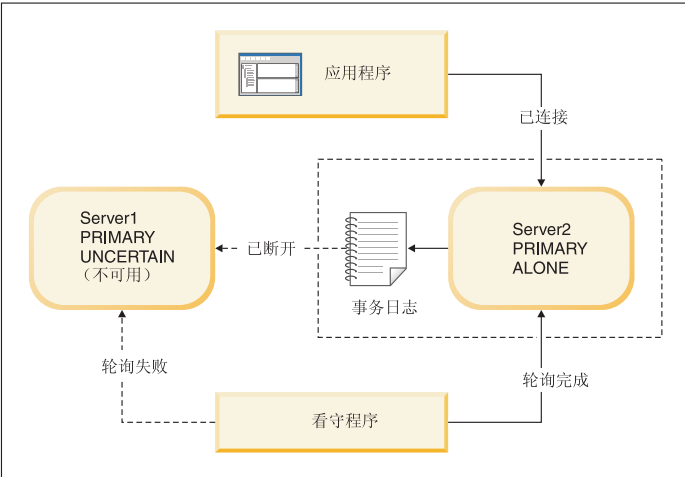 应用程序
已连接
Server1
PRIMARY
UNCERTAIN
（不可用）
已断开
事务日志
Server2
PRIMARY
ALONE
轮询失败
轮询完成
看守程序